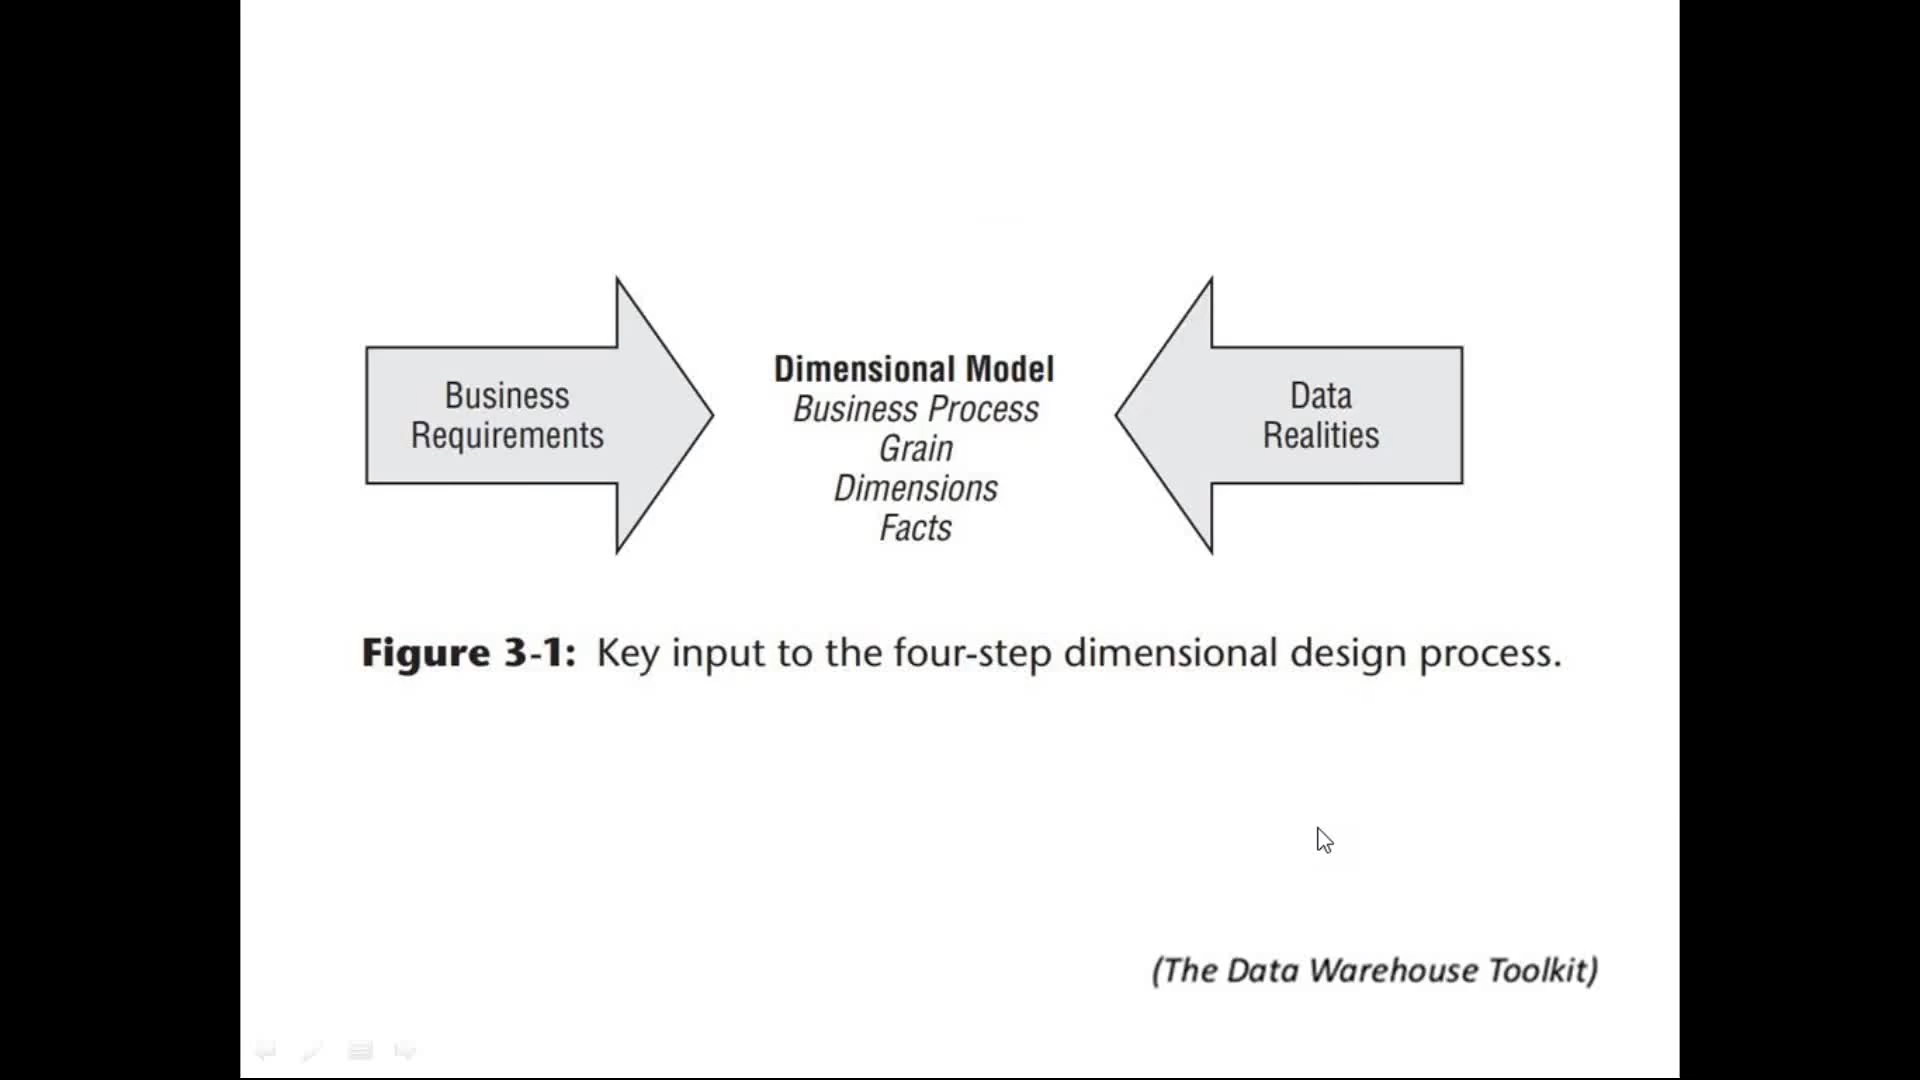 Business
Requirements
Dimensional Model
Business Process
Grain
Dimensions
Facts
Data
Realities
Figure 3-1: Key input to the four-step dimensional design process.
(The Data Warehouse Toolkit)